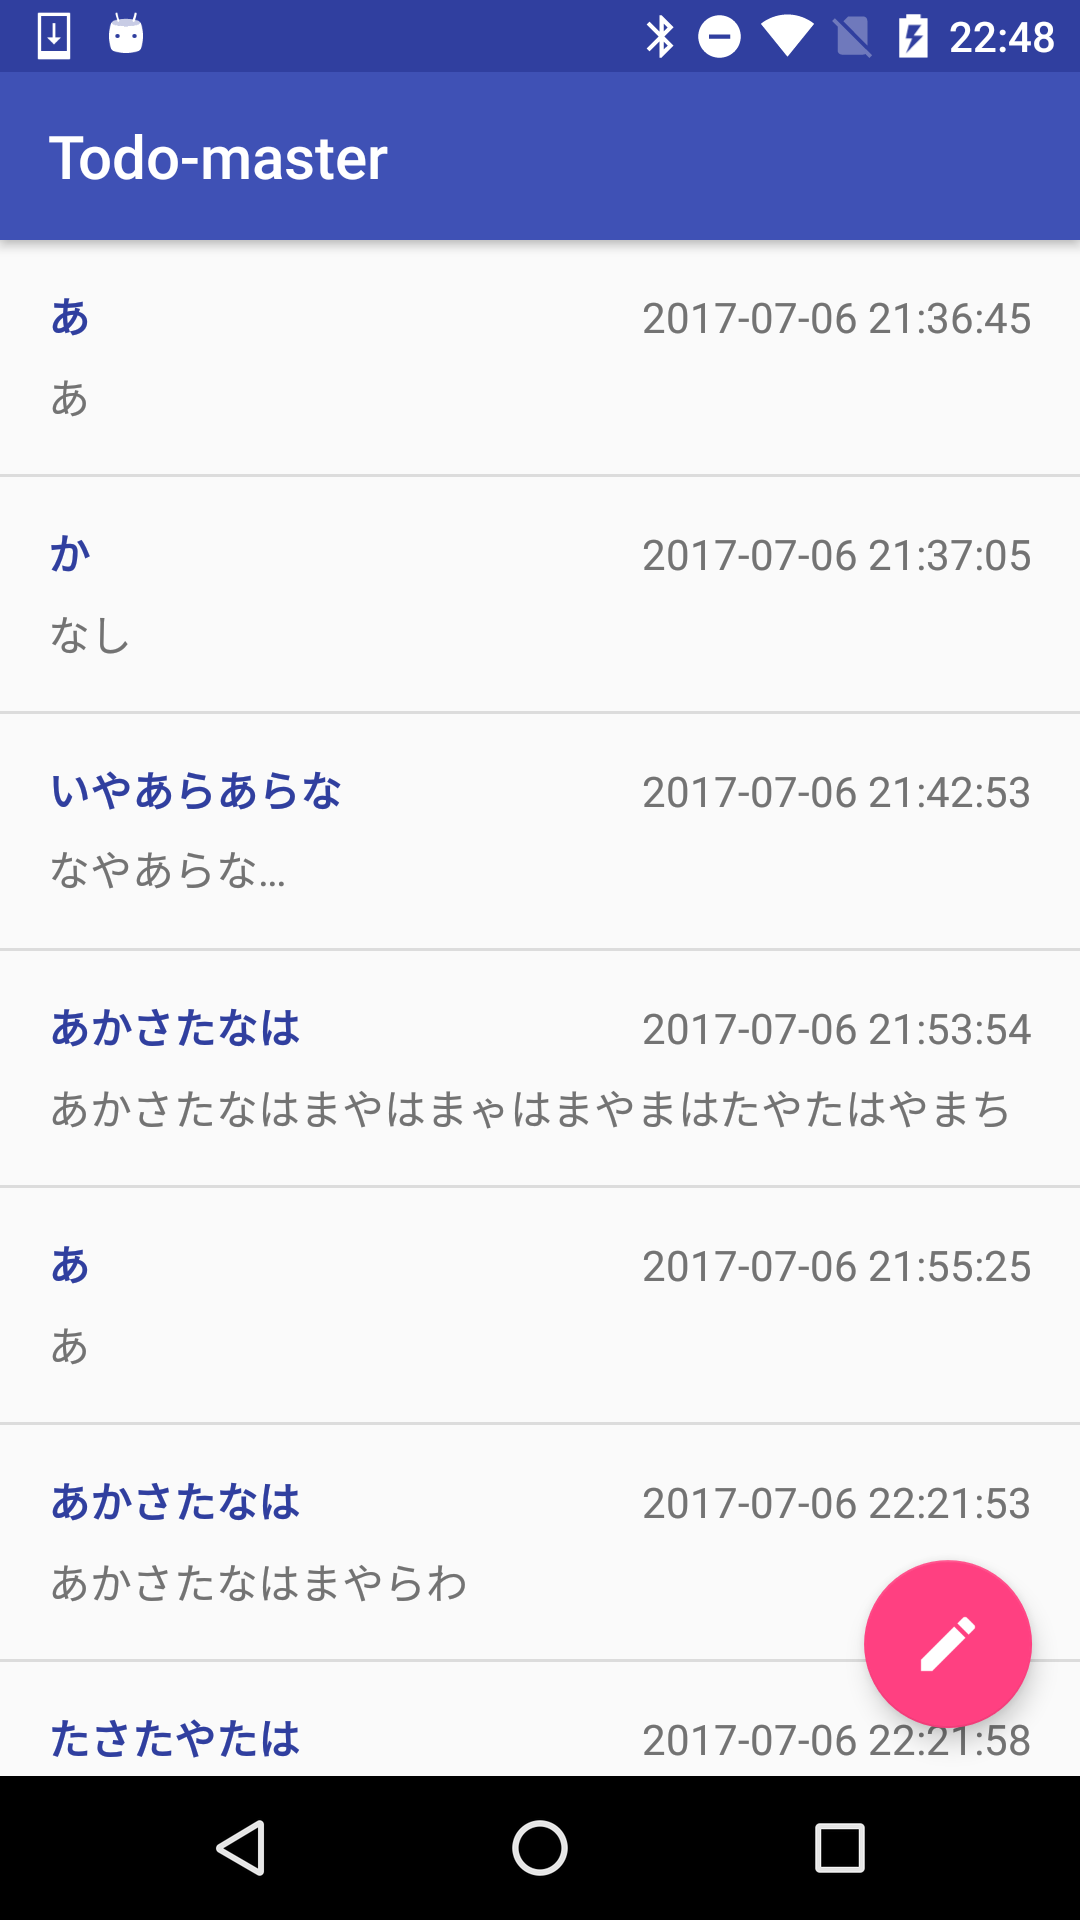 22:48
Todo-master
あ 2017-07-06 21:36:45
あ
か 2017-07-06 21:37:05
なし
いやあらあらな 2017-07-06 21:42:53
なやあらな…
あかさたなは 2017-07-06 21:53:54
あかさたなはまやはまゃはまやまはたやたはやまち
あ 2017-07-06 21:55:25
あ
あかさたなは 2017-07-06 22:21:53
あかさたなはまやらわ
たさたやたは 2017-07-06 22:21:58